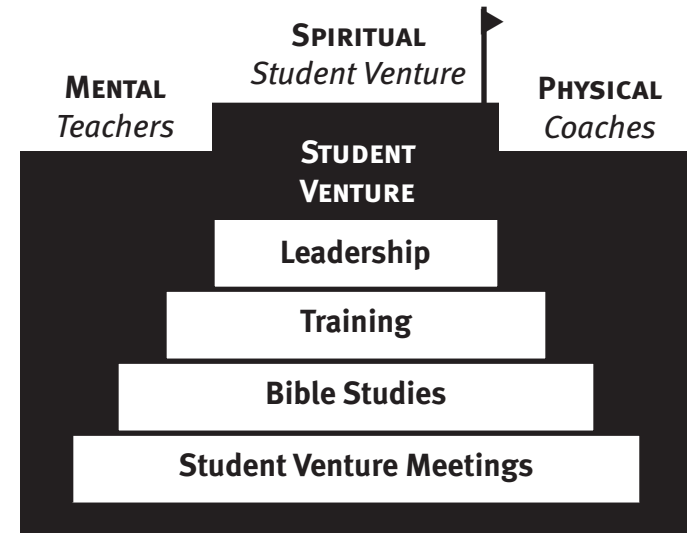 SPIRITUAL
Student Venture
MENTAL
Teachers
PHYSICAL
Coaches
STUDENT
VENTURE
Leadership
Training
Bible Studies
Student Venture Meetings